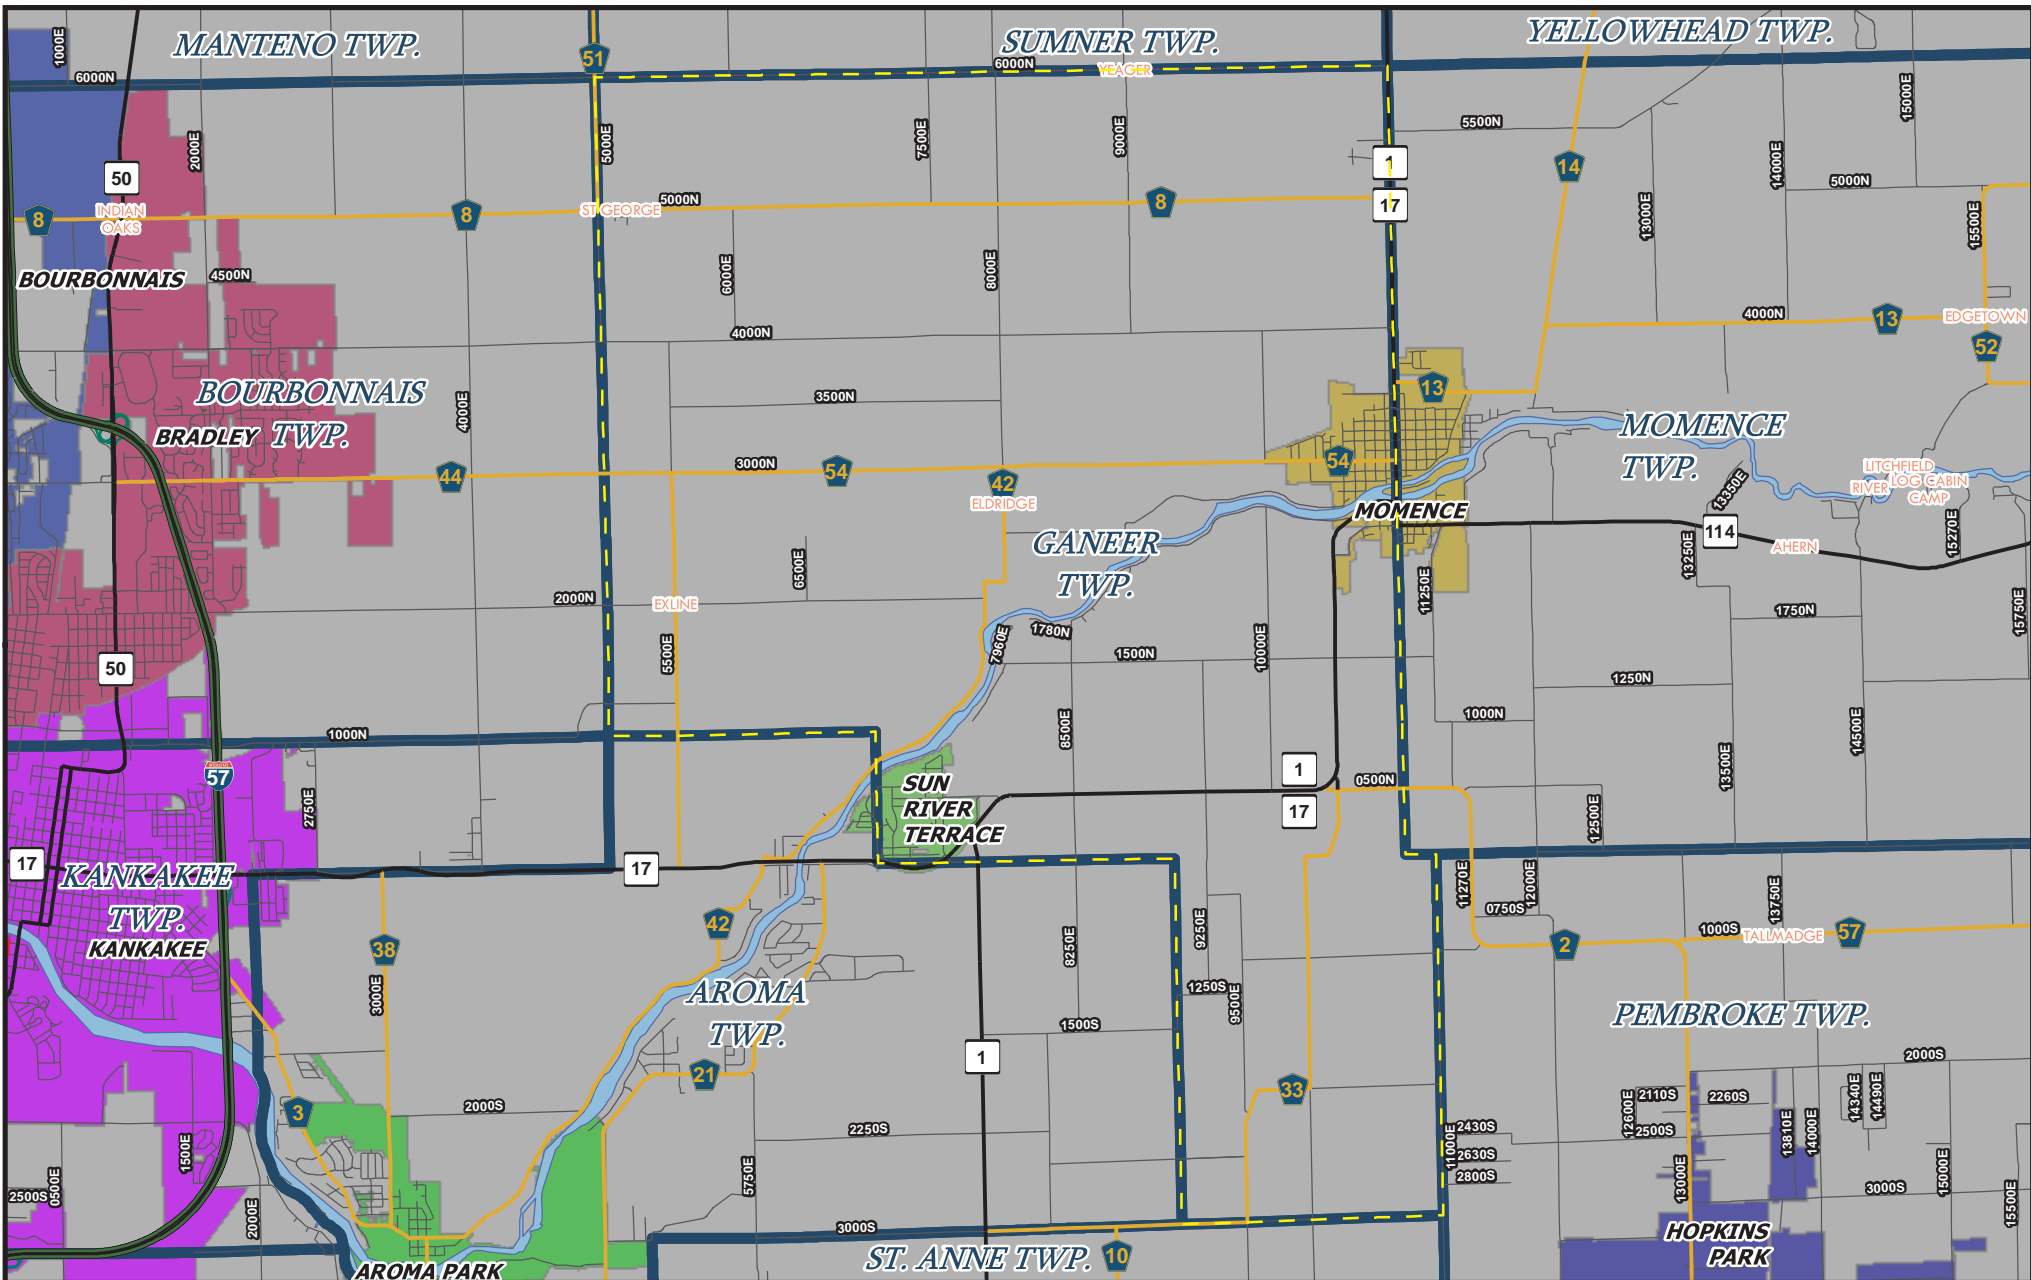 MANTENO TWP.
SUMNER TWP.
YELLOWHEAD TWP.
1000E
51
6000N
6000N
YEAGER
15000E
5500N
2000E
5000E
7500E
9000E
1
14
14000E
50
5000N
5000N
17
8
INDIAN
OAKS
8
ST GEORGE
8
13000E
15500E
BOURBONNAIS
4500N
6000E
8000E
4000N
4000N
13
EDGETOWN
52
BOURBONNAIS
TWP.
BRADLEY
4000E
3500N
13
MOMENCE
TWP.
44
3000N
54
42
ELDRIDGE
54
LITCHFIELD
RIVER
LOG CABIN
CAMP
13350E
MOMENCE
114
AHERN
15270E
13250E
GANEER
TWP.
6500E
2000N
EXLINE
11250E
1750N
15750E
5500E
7960E
1780N
1500N
10000E
50
1250N
8500E
1000N
14500E
1000N
57
13500E
SUN
RIVER
TERRACE
1
17
0500N
2750E
12500E
17
KANKAKEE
TWP.
KANKAKEE
17
11270E
12000E
13750E
42
38
3000E
0750S
8250E
9250E
2
1000S
TALLMADGE
57
AROMA
TWP.
1250S
9500E
PEMBROKE TWP.
1500S
1
21
33
2000S
3
2000S
2250S
12600E
2110S
2260S
14340E
14490E
13810E
14000E
2430S
2500S
11000E
2630S
2800S
1500E
0500E
2500S
2000E
5750E
13000E
3000S
15000E
15500E
3000S
HOPKINS
PARK
ST. ANNE TWP.
10
AROMA PARK